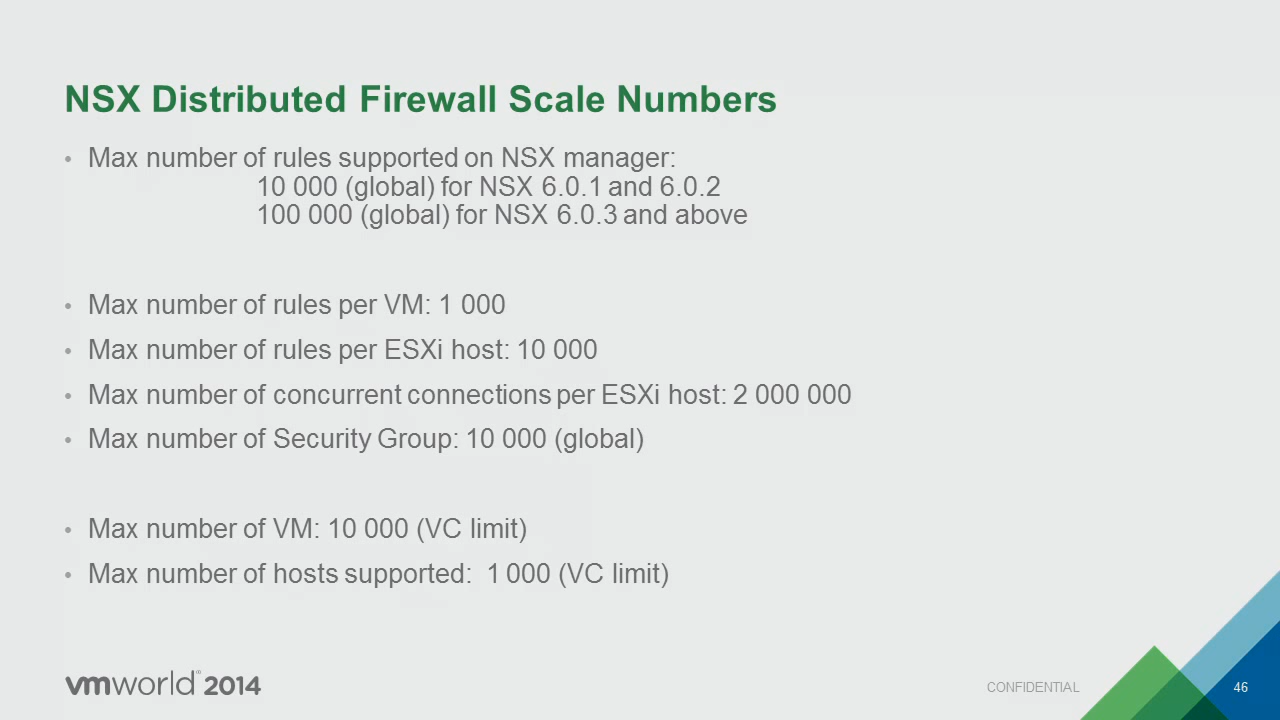 NSX Distributed Firewall Scale Numbers
• Max number of rules supported on NSX manager:
10 000 (global) for NSX 6.0.1 and 6.0.2
100 000 (global) for NSX 6.0.3 and above
• Max number of rules per VM: 1 000
• Max number of rules per ESXi host: 10 000
• Max number of concurrent connections per ESXi host: 2 000 000
• Max number of Security Group: 10 000 (global)
• Max number of VM: 10 000 (VC limit)
• Max number of hosts supported: 1 000 (VC limit)
vmworld® 2014
CONFIDENTIAL
46